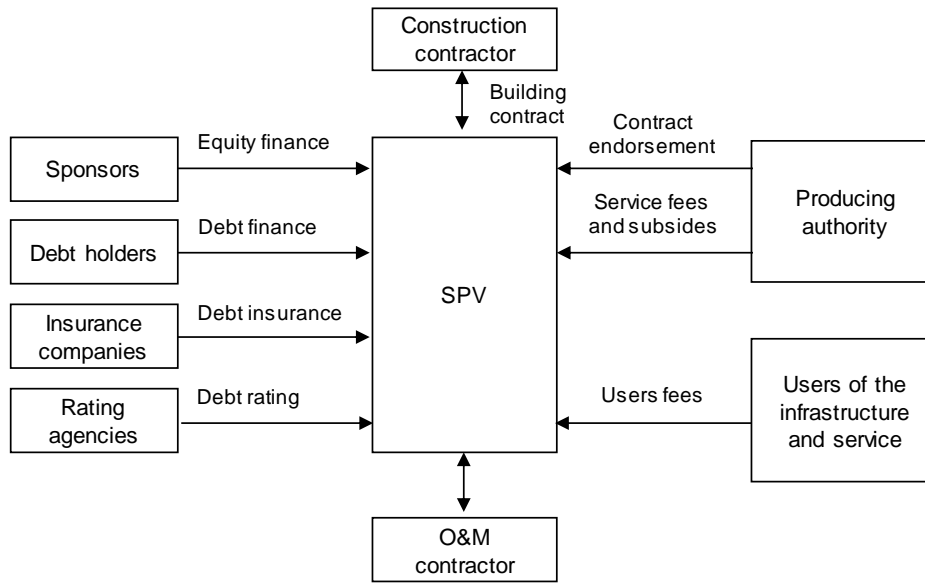 Construction
contractor
Building
contract
Equity finance
Sponsors
Debt finance
Debt holders
Debt insurance
Insurance
companies
Debt rating
Rating
agencies
SPV
Contract
endorsement
Service fees
and subsides
Producing
authority
Users fees
Users of the
infrastructure
and service
O&M
contractor